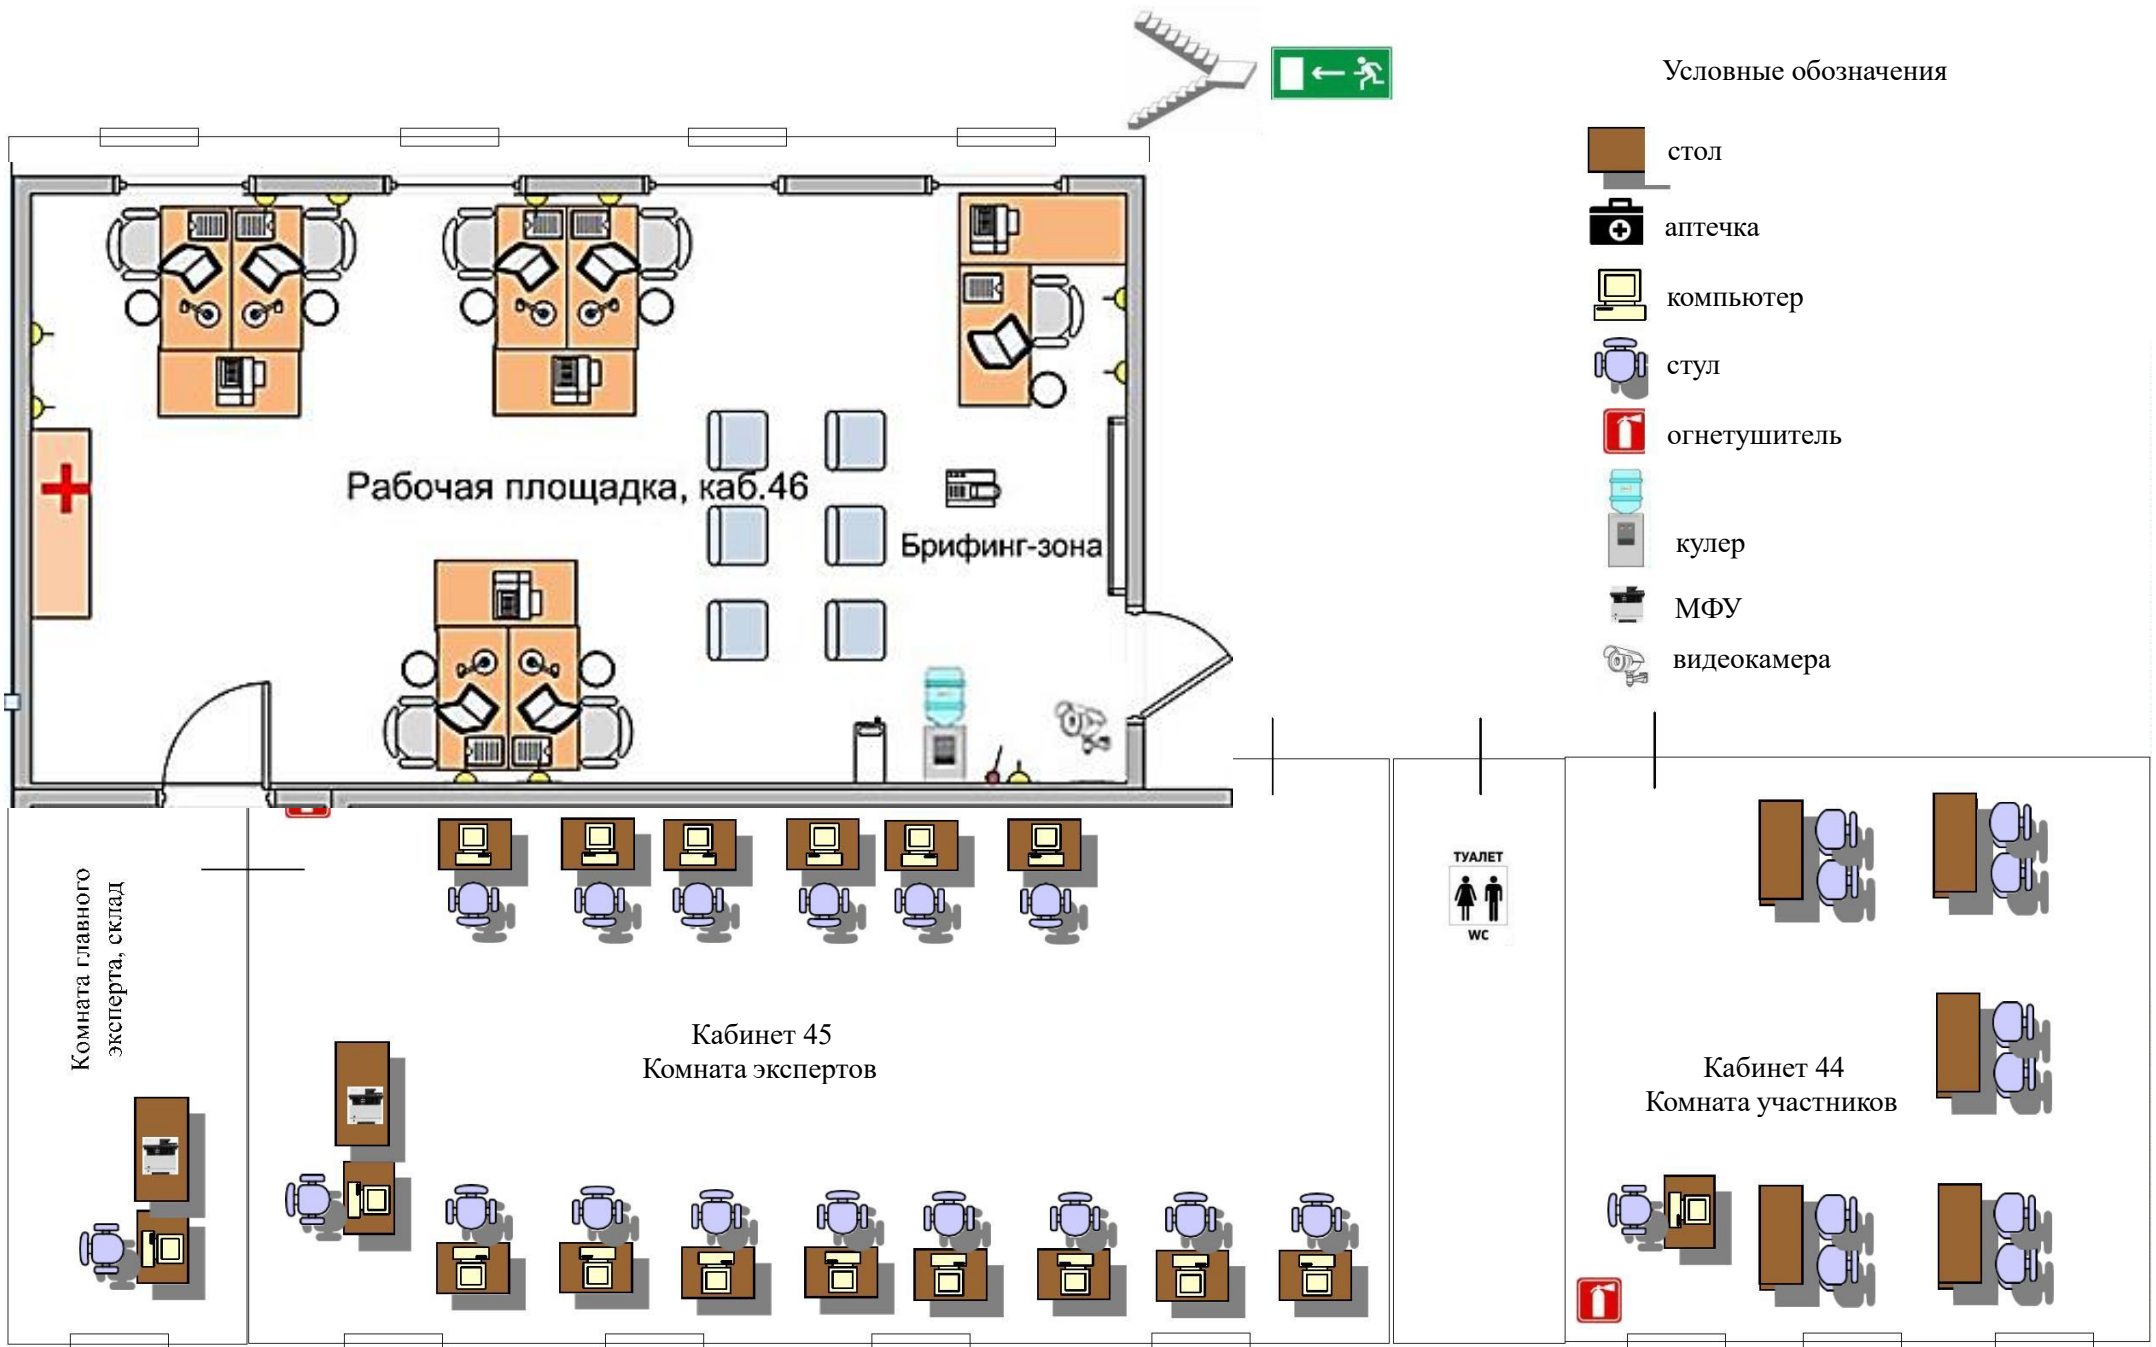 Условные обозначения
стол
аптечка
компьютер
стул
огнетушитель
кулер
МФУ
видеокамера
Рабочая площадка, каб.46
Брифинг-зона
Комната главного
эксперта, склад
Кабинет 45
Комната экспертов
ТУАЛЕТ
WC
Кабинет 44
Комната участников